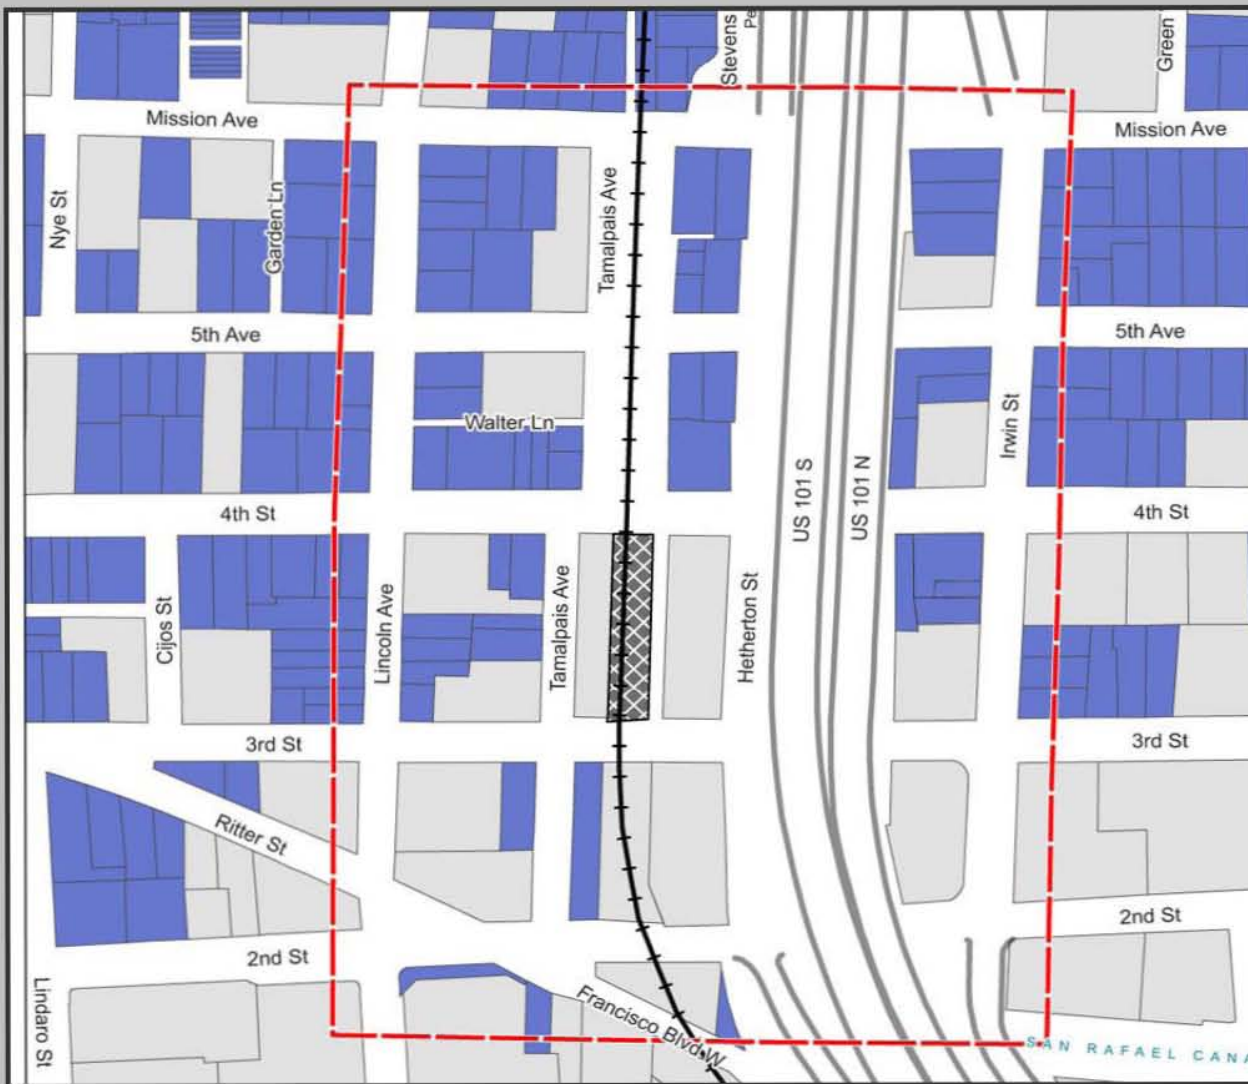 Stevens
Pe
Green
Mission Ave
Mission Ave
Nye St
Garden Ln
Tamalpais Ave
5th Ave
5th Ave
Walter Ln
Irwin St
US 101 S
US 101 N
4th St
4th St
Cijos St
Lincoln Ave
Tamalpais Ave
Hetherton St
3rd St
3rd St
Ritter St
2nd St
2nd St
Lindaro St
Francisco Blvd W
SAN RAFAEL CANA